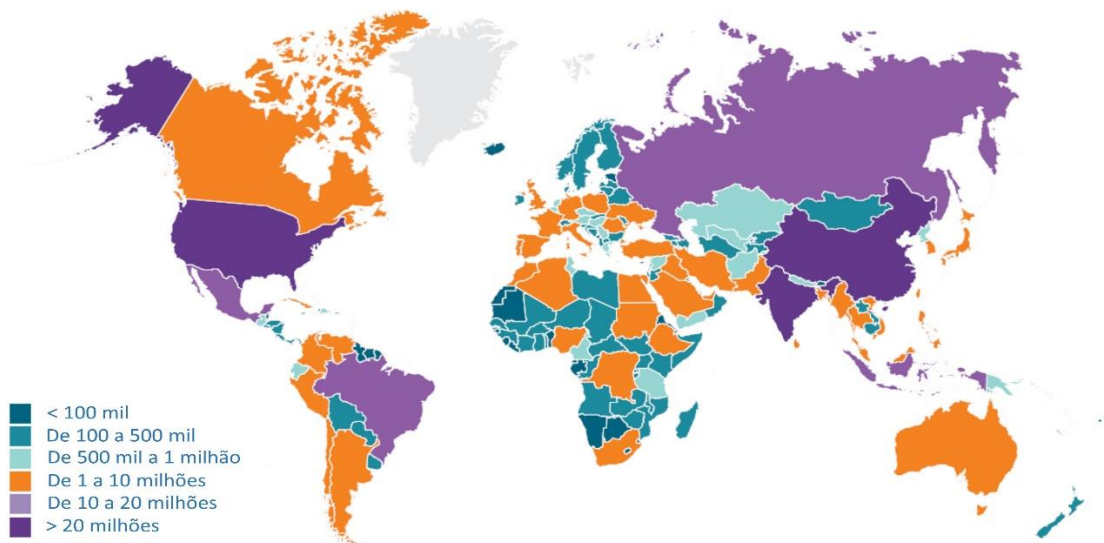 < 100 mil
De 100 a 500 mil
De 500 mil a 1 milhão
De 1 a 10 milhões
De 10 a 20 milhões
> 20 milhões